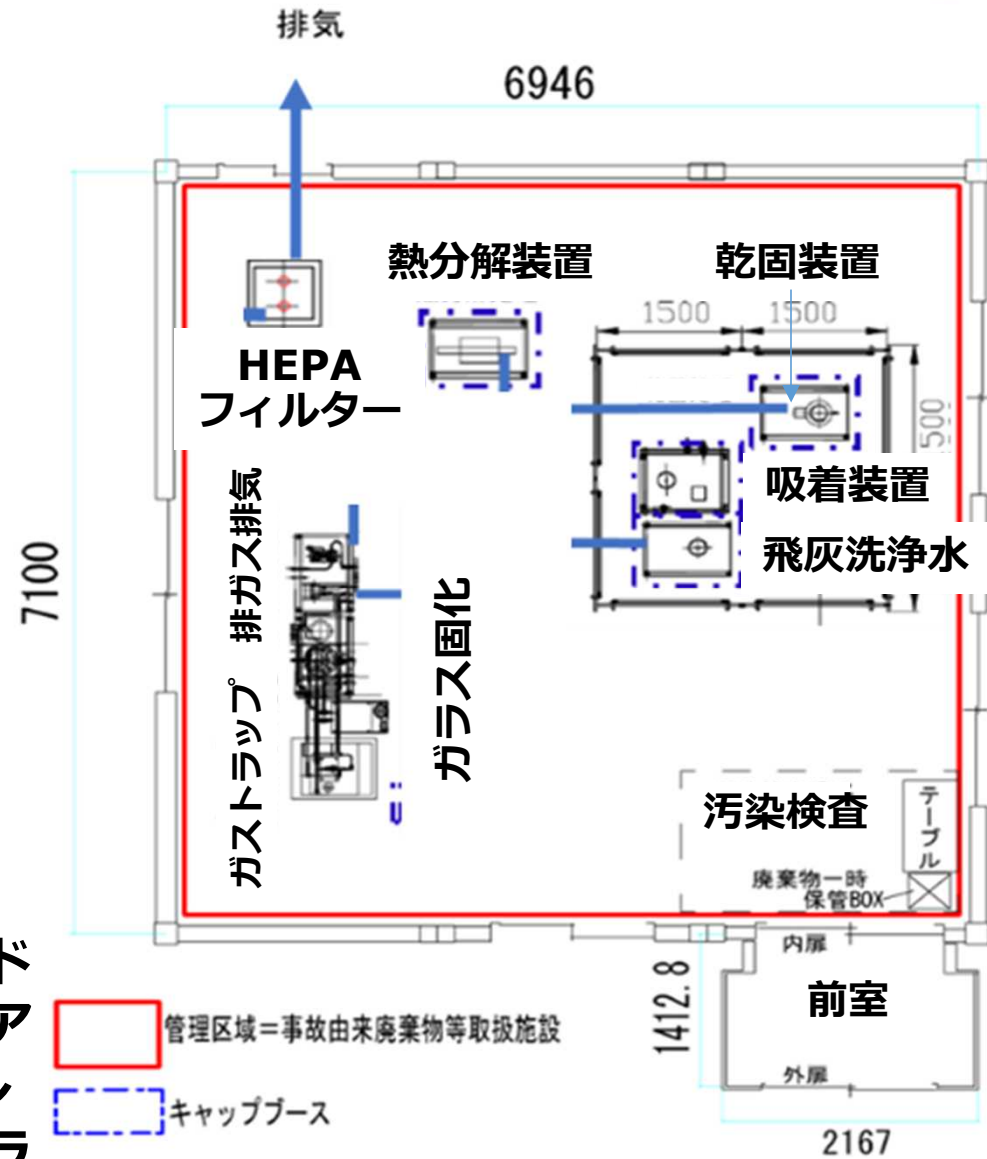 排気
6946
熱分解装置
乾固装置
1500
1500
HEPA
フィルター
500
吸着装置
飛灰洗浄水
7100
ガストラップ 排ガス排気
ガラス固化
汚染検査
テーブル
廃棄物一時
保管BOX
内扉
前室
1412.8
外扉
2167
管理区域=事故由来廃棄物等取扱施設
キャップブース